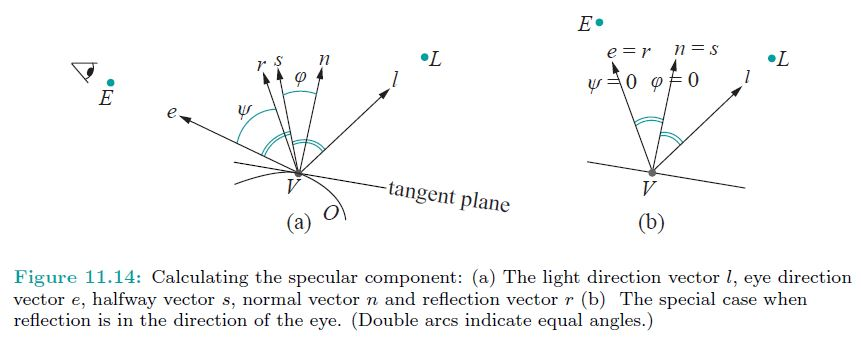 E
e
ψ
r
s
φ
n
L
l
V
O
tangent plane
(a)
E
e = r
n = s
ψ = 0
φ = 0
L
l
V
(b)
Figure 11.14: Calculating the specular component: (a) The light direction vector l, eye direction
vector e, halfway vector s, normal vector n and reflection vector r (b) The special case when
reflection is in the direction of the eye. (Double arcs indicate equal angles.)